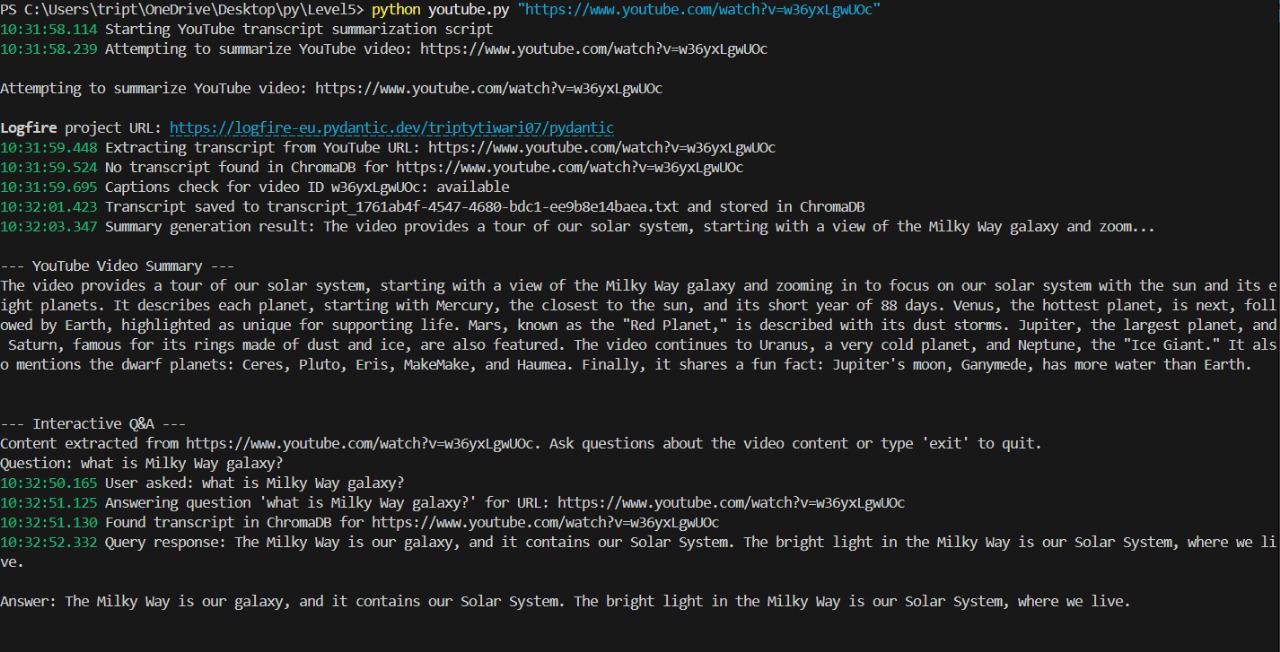 PS C:\Users\tript\OneDrive\Desktop\py\Level5> python youtube.py "https://www.youtube.com/watch?v=w36yxLgwUOc"
10:31:58.114 Starting YouTube transcript summarization script
10:31:58.239 Attempting to summarize YouTube video: https://www.youtube.com/watch?v=w36yxLgwUOc
Attempting to summarize YouTube video: https://www.youtube.com/watch?v=w36yxLgwUOc
Logfire project URL: https://logfire-eu.pydantic.dev/triptytiwari07/pydantic
10:31:59.448 Extracting transcript from YouTube URL: https://www.youtube.com/watch?v=w36yxLgwUOc
10:31:59.524 No transcript found in ChromaDB for https://www.youtube.com/watch?v=w36yxLgwUOc
10:31:59.695 Captions check for video ID w36yxLgwUOc: available
10:32:01.423 Transcript saved to transcript_1761ab4f-4547-4680-bdc1-ee9b8e14baea.txt and stored in ChromaDB
10:32:03.347 Summary generation result: The video provides a tour of our solar system, starting with a view of the Milky Way galaxy and zoom...
--- YouTube Video Summary ---
The video provides a tour of our solar system, starting with a view of the Milky Way galaxy and zooming in to focus on our solar system with the sun and its e
ight planets. It describes each planet, starting with Mercury, the closest to the sun, and its short year of 88 days. Venus, the hottest planet, is next, foll
owed by Earth, highlighted as unique for supporting life. Mars, known as the "Red Planet," is described with its dust storms. Jupiter, the largest planet, and
Saturn, famous for its rings made of dust and ice, are also featured. The video continues to Uranus, a very cold planet, and Neptune, the "Ice Giant." It als
o mentions the dwarf planets: Ceres, Pluto, Eris, MakeMake, and Haumea. Finally, it shares a fun fact: Jupiter's moon, Ganymede, has more water than Earth.
--- Interactive Q&A ---
Content extracted from https://www.youtube.com/watch?v=w36yxLgwUOc. Ask questions about the video content or type 'exit' to quit.
Question: what is Milky Way galaxy?
10:32:50.165 User asked: what is Milky Way galaxy?
10:32:51.125 Answering question 'what is Milky Way galaxy?' for URL: https://www.youtube.com/watch?v=w36yxLgwUOc
10:32:51.130 Found transcript in ChromaDB for https://www.youtube.com/watch?v=w36yxLgwUOc
10:32:52.332 Query response: The Milky Way is our galaxy, and it contains our Solar System. The bright light in the Milky Way is our Solar System, where we li
ve.
Answer: The Milky Way is our galaxy, and it contains our Solar System. The bright light in the Milky Way is our Solar System, where we live.